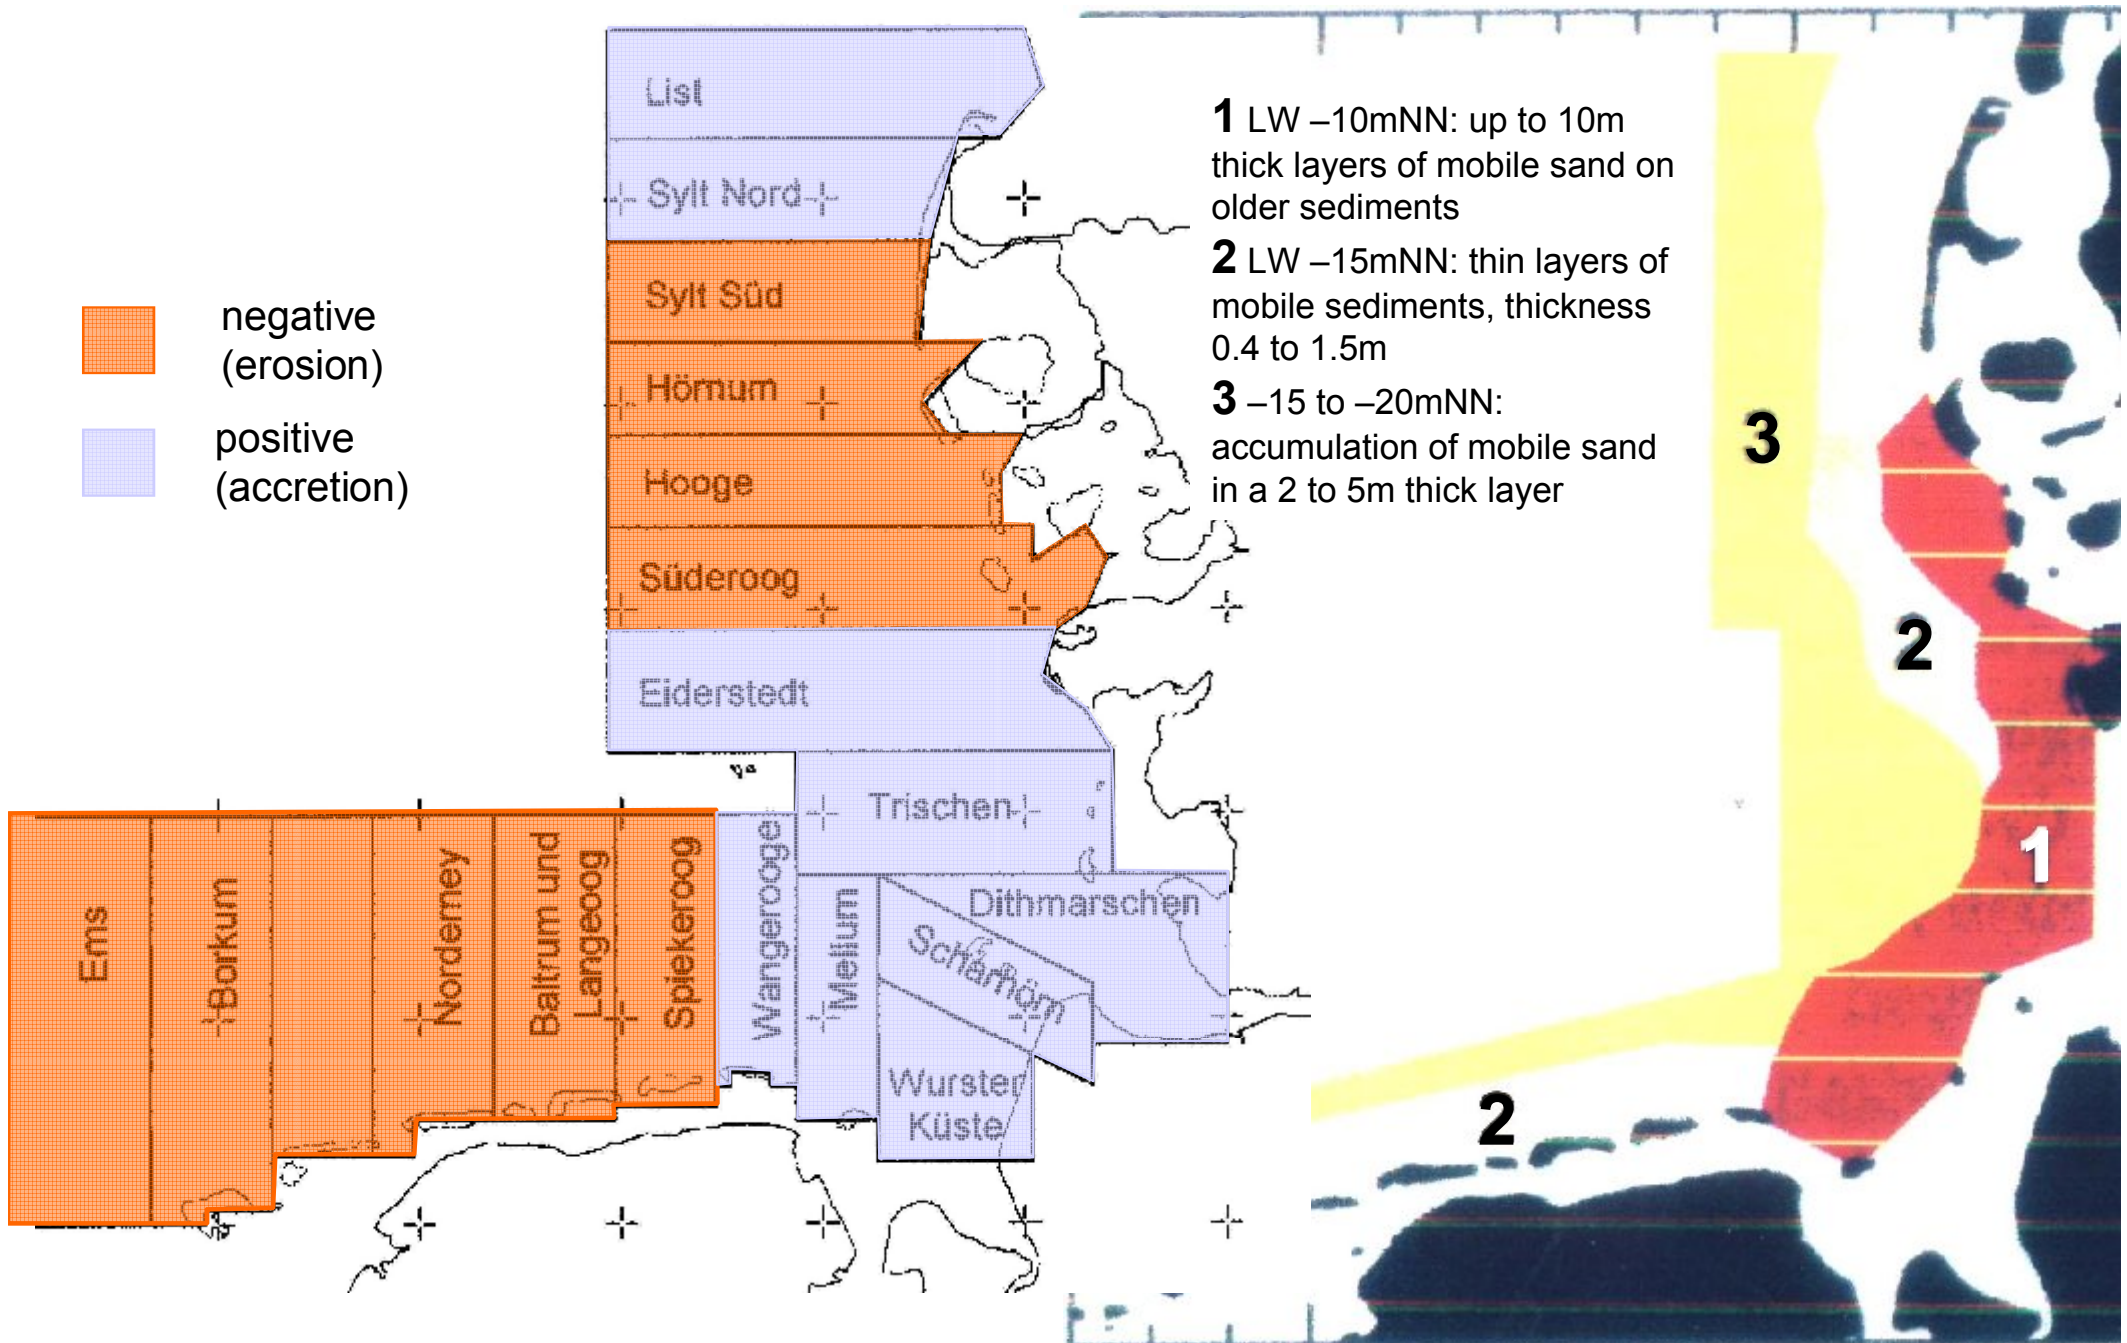 negative
(erosion)
positive
(accretion)
List
Sylt Nord
Sylt Süd
Hörnum
Hooge
Süderoog
Eiderstedt
Trischen
Dithmarschen
Scharhörn
Wurster
Küste
Ems
Borkum
Norderney
Baltrum und
Langeoog
Spiekeroog
Wangerooge
Mellum
1 LW –10mNN: up to 10m
thick layers of mobile sand on
older sediments
2 LW –15mNN: thin layers of
mobile sediments, thickness
0.4 to 1.5m
3 –15 to –20mNN:
accumulation of mobile sand
in a 2 to 5m thick layer
3
2
1
2